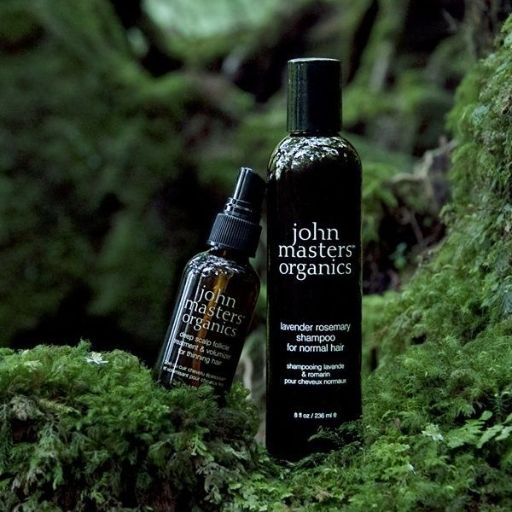 john
masters™
organics
deep scalp follicle
treatment & volumizer
for thinning hair
john
masters™
organics
lavender rosemary
shampoo
for normal hair
shampooing lavande
& romarin
pour cheveux normaux
8 fl oz / 236 ml e